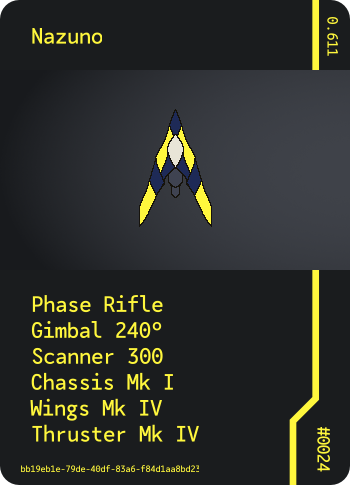 Nazuno
0.611
Phase Rifle
Gimbal 240°
Scanner 300
Chassis Mk I
Wings Mk IV
Thruster Mk IV
#0024
bb19eb1e-79de-40df-83a6-f84d1aa8bd23